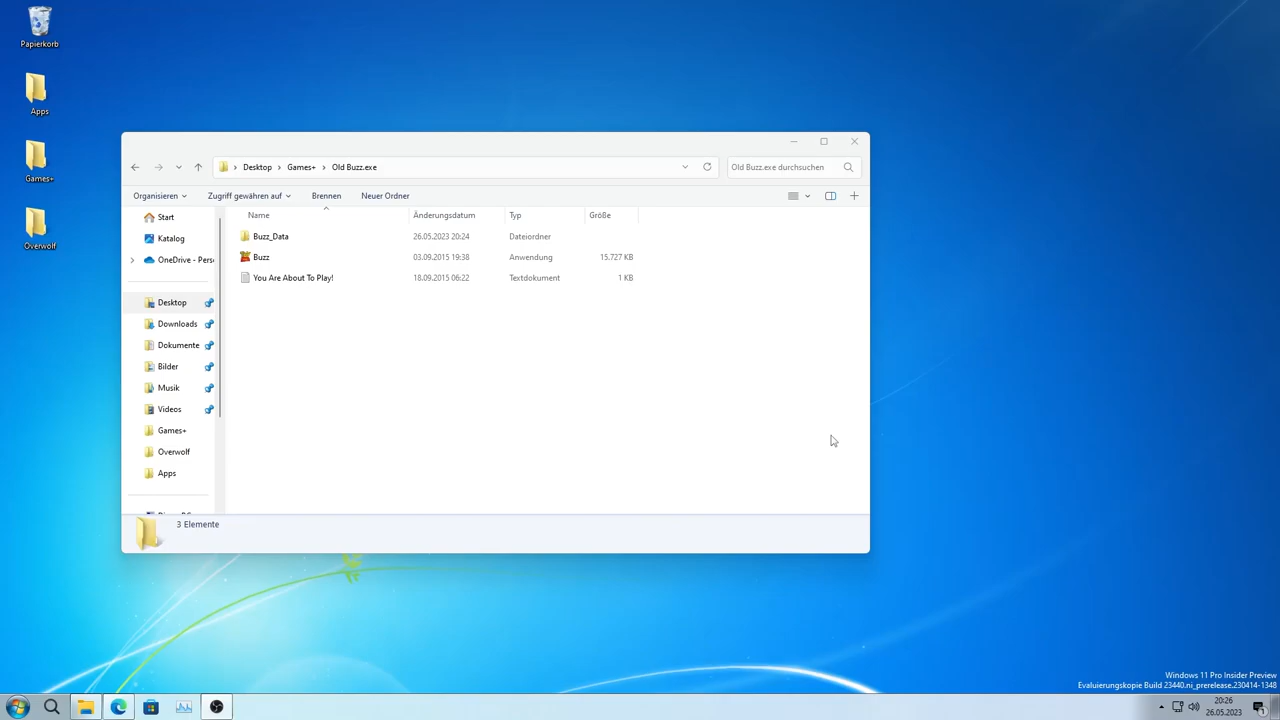 Papierkorb
Apps
Games+
Overwolf
Desktop Games+ Old Buzz.exe
Old Buzz.exe durchsuchen
Organisieren Zugriff gewähren auf Brennen Neuer Ordner
Start
Katalog
OneDrive - Pers
Desktop
Downloads
Dokumente
Bilder
Musik
Videos
Games+
Overwolf
Apps
Name Änderungsdatum Typ Größe
Buzz_Data 26.05.2023 20:24 Dateiordner
Buzz 03.09.2015 19:38 Anwendung 15.727 KB
You Are About To Play! 18.09.2015 06:22 Textdokument 1 KB
3 Elemente
Windows 11 Pro Insider Preview
Evaluierungskopie Build 23440.ni_prerelease.230414-1348
20:26
26.05.2023
1